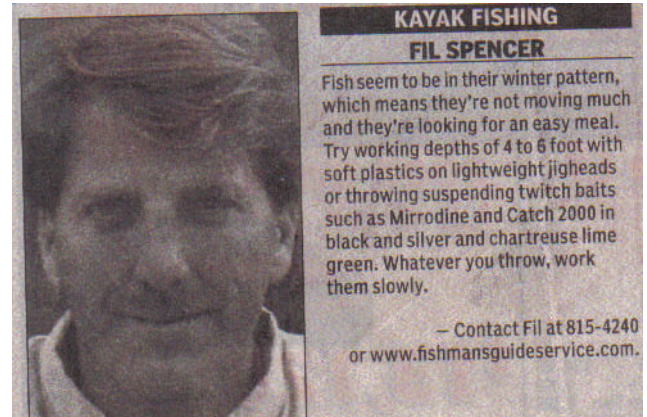 KAYAK FISHING
FIL SPENCER
Fish seem to be in their winter pattern,
which means they're not moving much
and they're looking for an easy meal.
Try working depths of 4 to 6 foot with
soft plastics on lightweight jigheads
or throwing suspending twitch baits
such as Mirrodine and Catch 2000 in
black and silver and chartreuse lime
green. Whatever you throw, work
them slowly.
— Contact Fil at 815-4240
or www.fishmansguideservice.com.